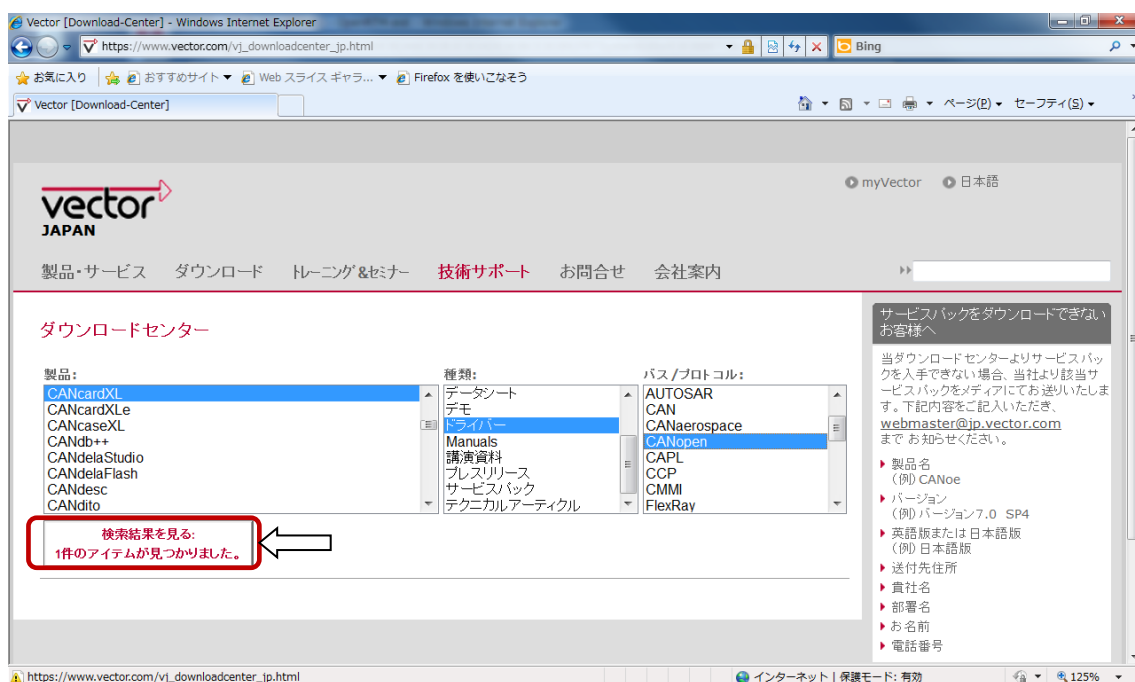 Vector [Download-Center] - Windows Internet Explorer
https://www.vector.com/vj_downloadcenter_jp.html
Bing
お気に入り
おすすめサイト
Web スライス ギャラ...
Firefox を使いこなそう
Vector [Download-Center]
ページ(P)
セーフティ(S)
myVector
日本語
vector
JAPAN
製品・サービス
ダウンロード
トレーニング&セミナー
技術サポート
お問合せ
会社案内
ダウンロードセンター
製品:
CANcardXL
CANcardXLe
CANcaseXL
CANdb++
CANdelaStudio
CANdelaFlash
CANdesc
CANdito
種類:
データシート
デモ
ドライバー
Manuals
講演資料
プレスリリース
サービスパック
テクニカルアーティクル
バス/プロトコル:
AUTOSAR
CAN
CANaerospace
CANopen
CAPL
CCP
CMMI
FlexRay
検索結果を見る:
1件のアイテムが見つかりました。
サービスパックをダウンロードできない
お客様へ
当ダウンロードセンターよりサービスパッ
クを入手できない場合、当社より該当サ
ービスパックをメディアにてお送りいたしま
す。下記内容をご記入いただき、
webmaster@jp.vector.com
まで お知らせください。
製品名
(例) CANoe
バージョン
(例) バージョン7.0 SP4
英語版または日本語版
(例) 日本語版
送付先住所
貴社名
部署名
お名前
電話番号
https://www.vector.com/vj_downloadcenter_jp.html
インターネット | 保護モード: 有効
125%